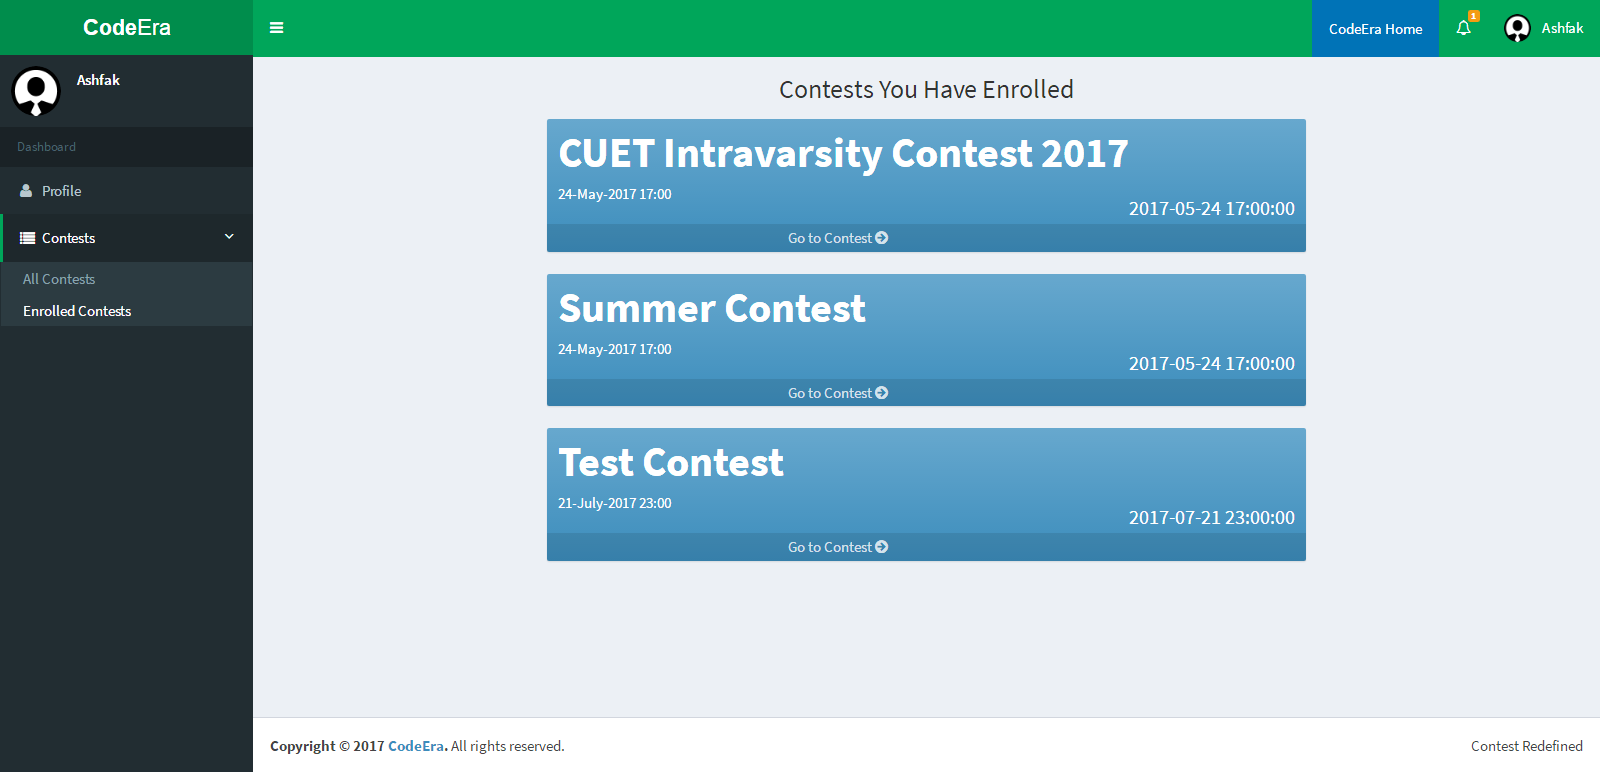 CodeEra
CodeEra Home
1
Ashfak
Ashfak
Dashboard
Profile
Contests
All Contests
Enrolled Contests
Contests You Have Enrolled
CUET Intravarsity Contest 2017
24-May-2017 17:00
2017-05-24 17:00:00
Go to Contest
Summer Contest
24-May-2017 17:00
2017-05-24 17:00:00
Go to Contest
Test Contest
21-July-2017 23:00
2017-07-21 23:00:00
Go to Contest
Copyright © 2017 CodeEra. All rights reserved.
Contest Redefined